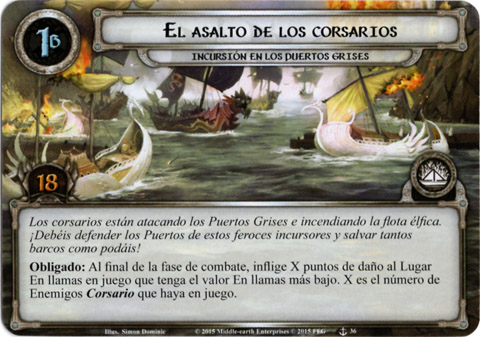 1B
El asalto de los corsarios
Incursión en los Puertos Grises
18
Los corsarios están atacando los Puertos Grises e incendiando la flota élfica.
¡Debéis defender los Puertos de estos feroces incursores y salvar tantos
barcos como podáis!
Obligado: Al final de la fase de combate, inflige X puntos de daño al Lugar
En llamas en juego que tenga el valor En llamas más bajo. X es el número de
Enemigos Corsario que haya en juego.
Illus. Simon Dominic © 2015 Middle-earth Enterprises © 2015 FFG 36